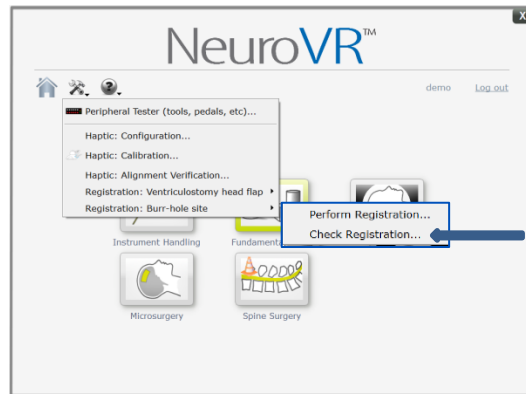 X
NeuroVR™
demo Log out
Peripheral Tester (tools, pedals, etc)...
Haptic: Configuration...
Haptic: Calibration...
Haptic: Alignment Verification...
Registration: Ventriculostomy head flap
Registration: Burr-hole site
Perform Registration...
Check Registration...
Instrument Handling
Microsurgery
Spine Surgery